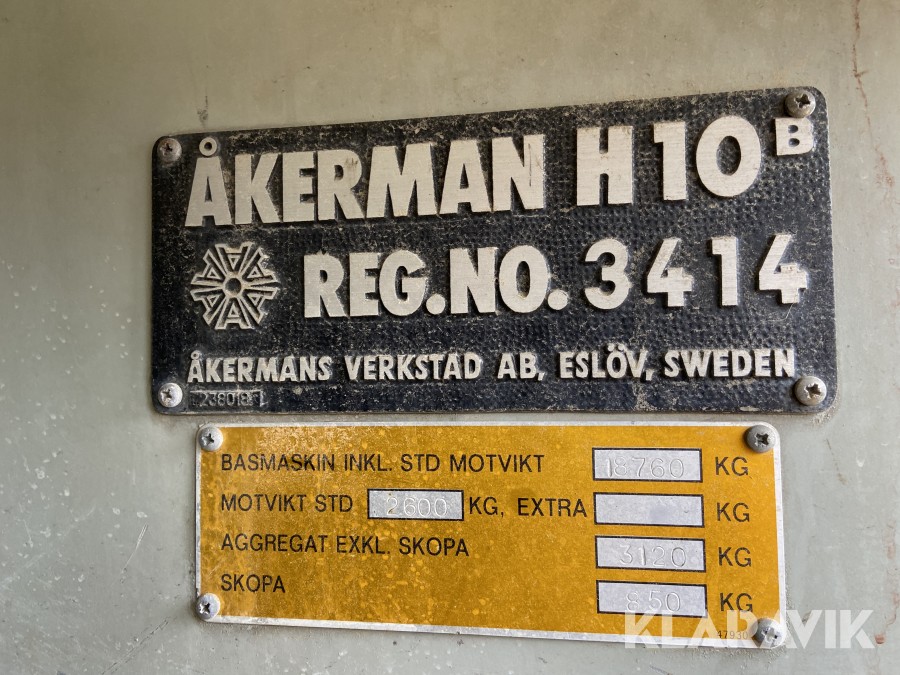 ÅKERMAN H10B
REG.NO. 3414
ÅKERMANS VERKSTAD AB, ESLÖV, SWEDEN
BASMASKIN INKL. STD MOTVIKT 18760 KG
MOTVIKT STD 2600 KG, EXTRA KG
AGGREGAT EXKL. SKOPA 3120 KG
SKOPA 850 KG
KLARAVIK